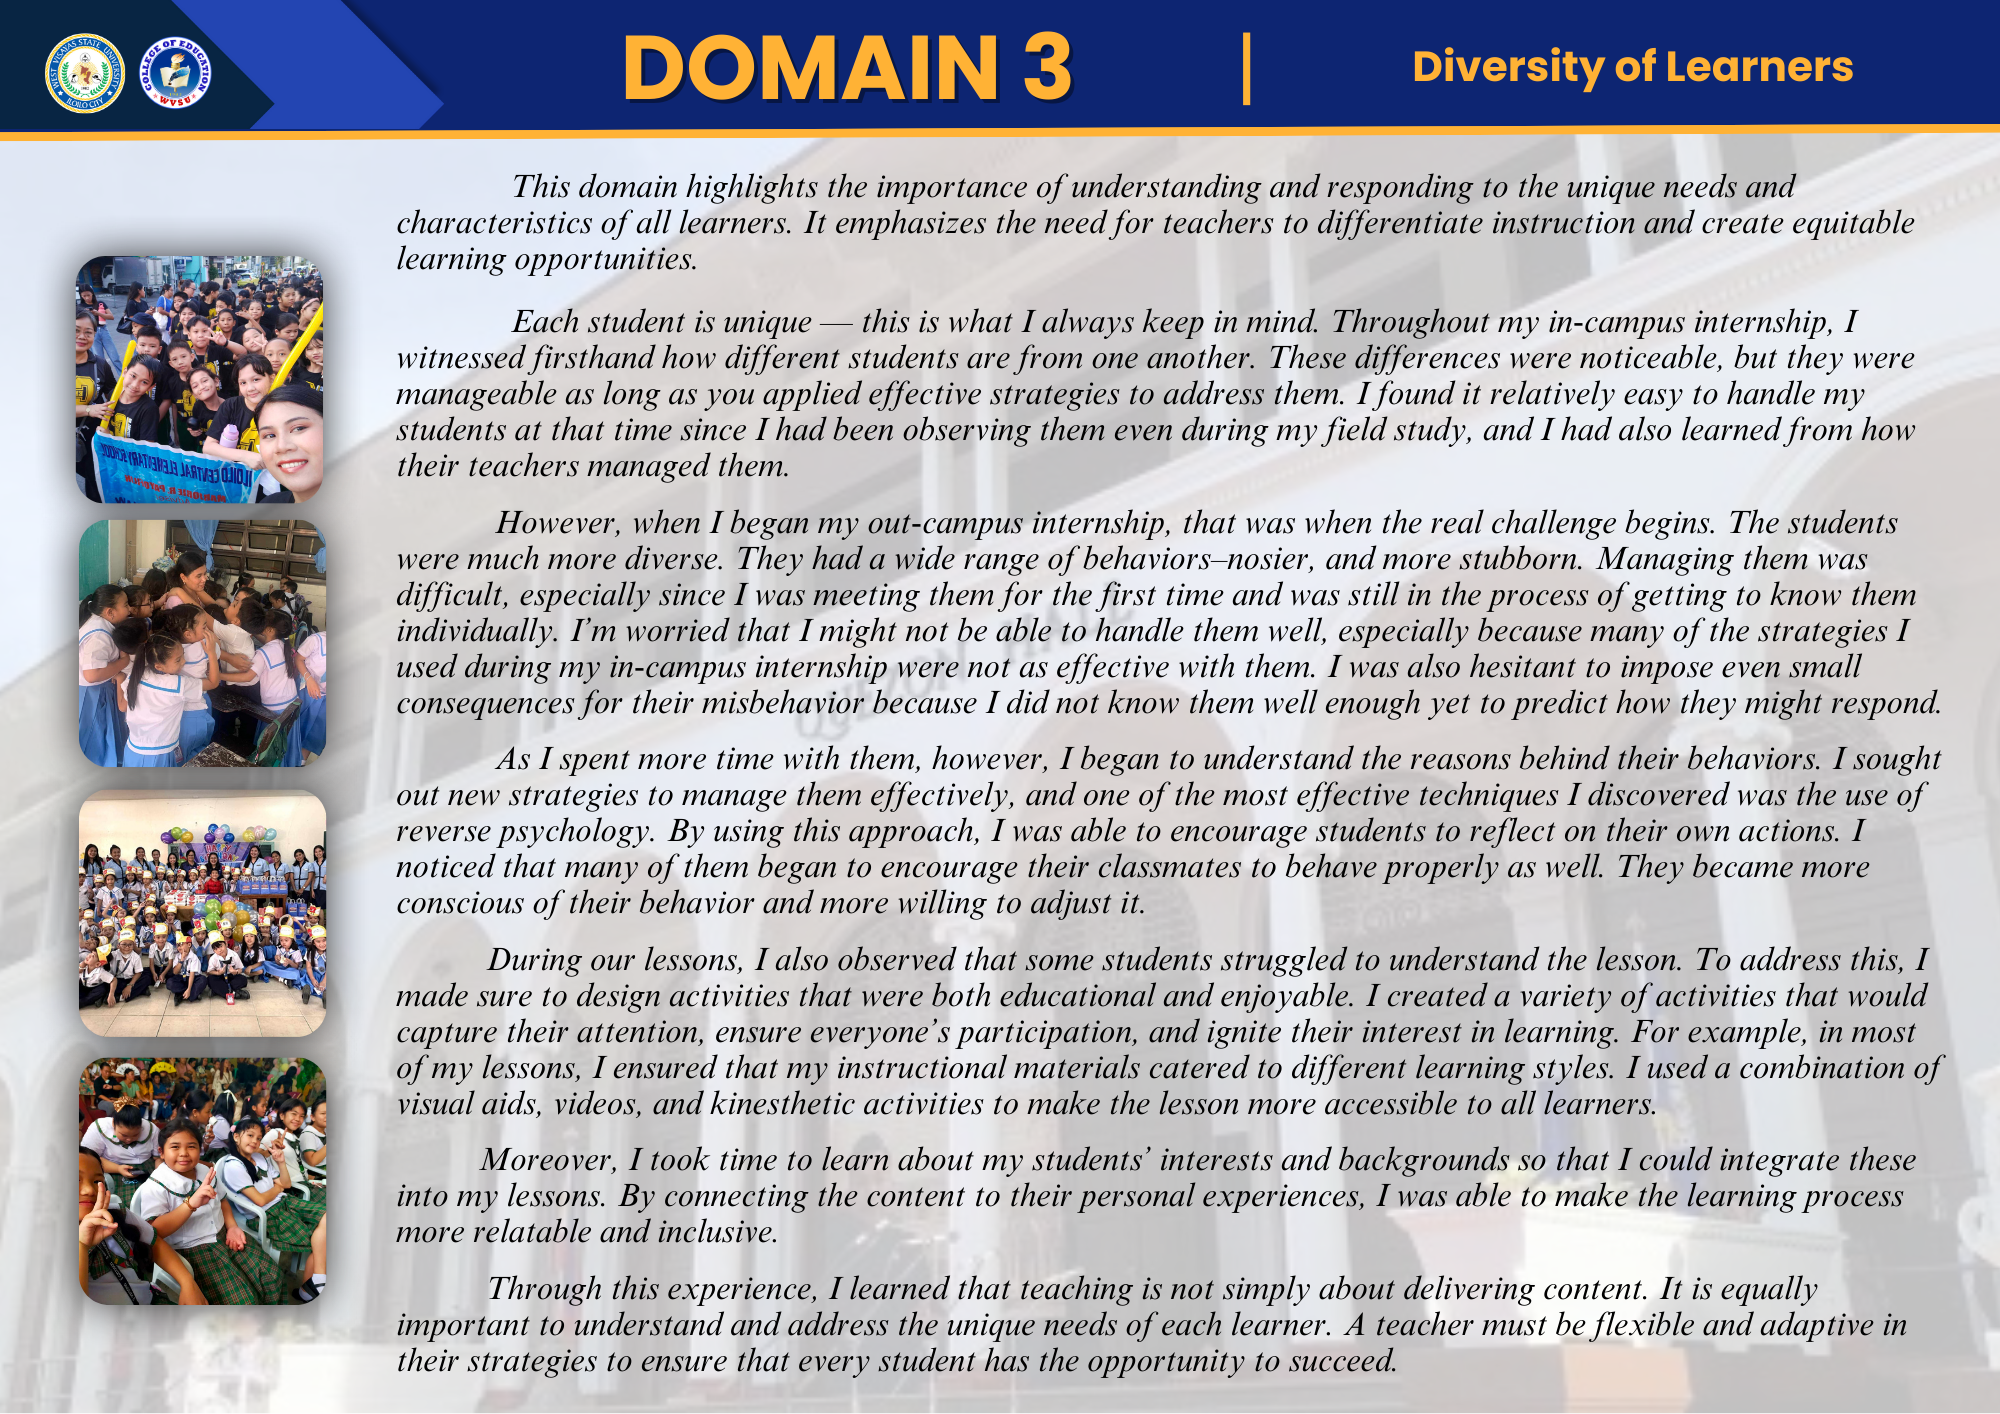 WEST VISAYAS STATE UNIVERSITY
ILOILO CITY
COLLEGE OF EDUCATION
WVSU
DOMAIN 3
Diversity of Learners
This domain highlights the importance of understanding and responding to the unique needs and
characteristics of all learners. It emphasizes the need for teachers to differentiate instruction and create equitable
learning opportunities.
Each student is unique — this is what I always keep in mind. Throughout my in-campus internship, I
witnessed firsthand how different students are from one another. These differences were noticeable, but they were
manageable as long as you applied effective strategies to address them. I found it relatively easy to handle my
students at that time since I had been observing them even during my field study, and I had also learned from how
their teachers managed them.
However, when I began my out-campus internship, that was when the real challenge begins. The students
were much more diverse. They had a wide range of behaviors–nosier, and more stubborn. Managing them was
difficult, especially since I was meeting them for the first time and was still in the process of getting to know them
individually. I’m worried that I might not be able to handle them well, especially because many of the strategies I
used during my in-campus internship were not as effective with them. I was also hesitant to impose even small
consequences for their misbehavior because I did not know them well enough yet to predict how they might respond.
As I spent more time with them, however, I began to understand the reasons behind their behaviors. I sought
out new strategies to manage them effectively, and one of the most effective techniques I discovered was the use of
reverse psychology. By using this approach, I was able to encourage students to reflect on their own actions. I
noticed that many of them began to encourage their classmates to behave properly as well. They became more
conscious of their behavior and more willing to adjust it.
During our lessons, I also observed that some students struggled to understand the lesson. To address this, I
made sure to design activities that were both educational and enjoyable. I created a variety of activities that would
capture their attention, ensure everyone’s participation, and ignite their interest in learning. For example, in most
of my lessons, I ensured that my instructional materials catered to different learning styles. I used a combination of
visual aids, videos, and kinesthetic activities to make the lesson more accessible to all learners.
Moreover, I took time to learn about my students’ interests and backgrounds so that I could integrate these
into my lessons. By connecting the content to their personal experiences, I was able to make the learning process
more relatable and inclusive.
Through this experience, I learned that teaching is not simply about delivering content. It is equally
important to understand and address the unique needs of each learner. A teacher must be flexible and adaptive in
their strategies to ensure that every student has the opportunity to succeed.
ILOILO CENTRAL ELEMENTARY SCHOOL
QUEZON HALL